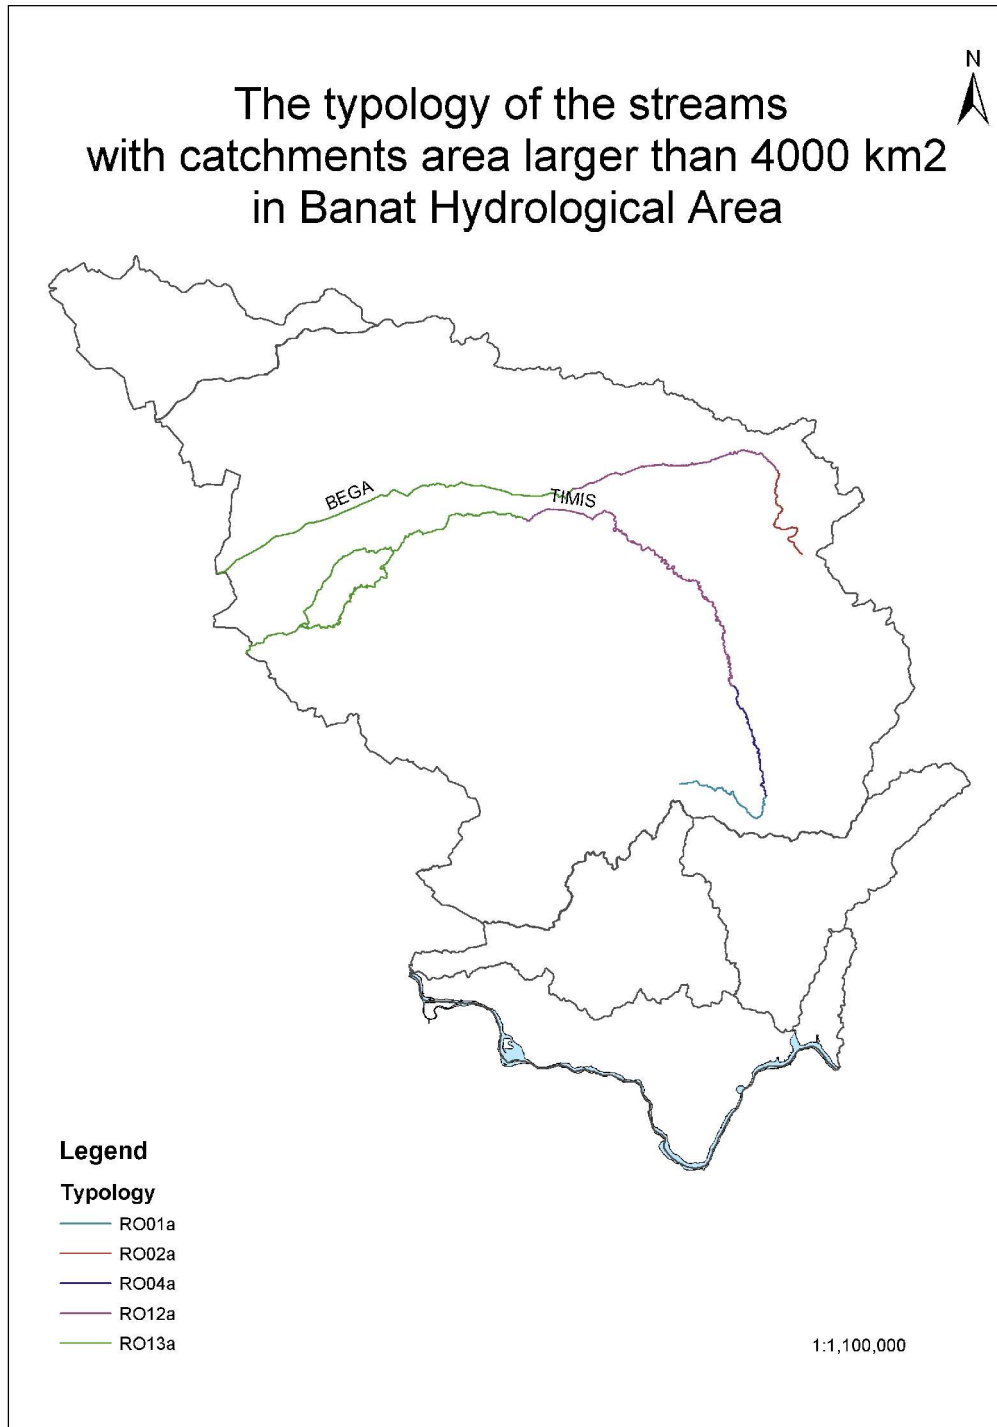 N
The typology of the streams
with catchments area larger than 4000 km2
in Banat Hydrological Area
BEGA
TIMIS
Legend
Typology
RO01a
RO02a
RO04a
RO12a
RO13a
1:1,100,000